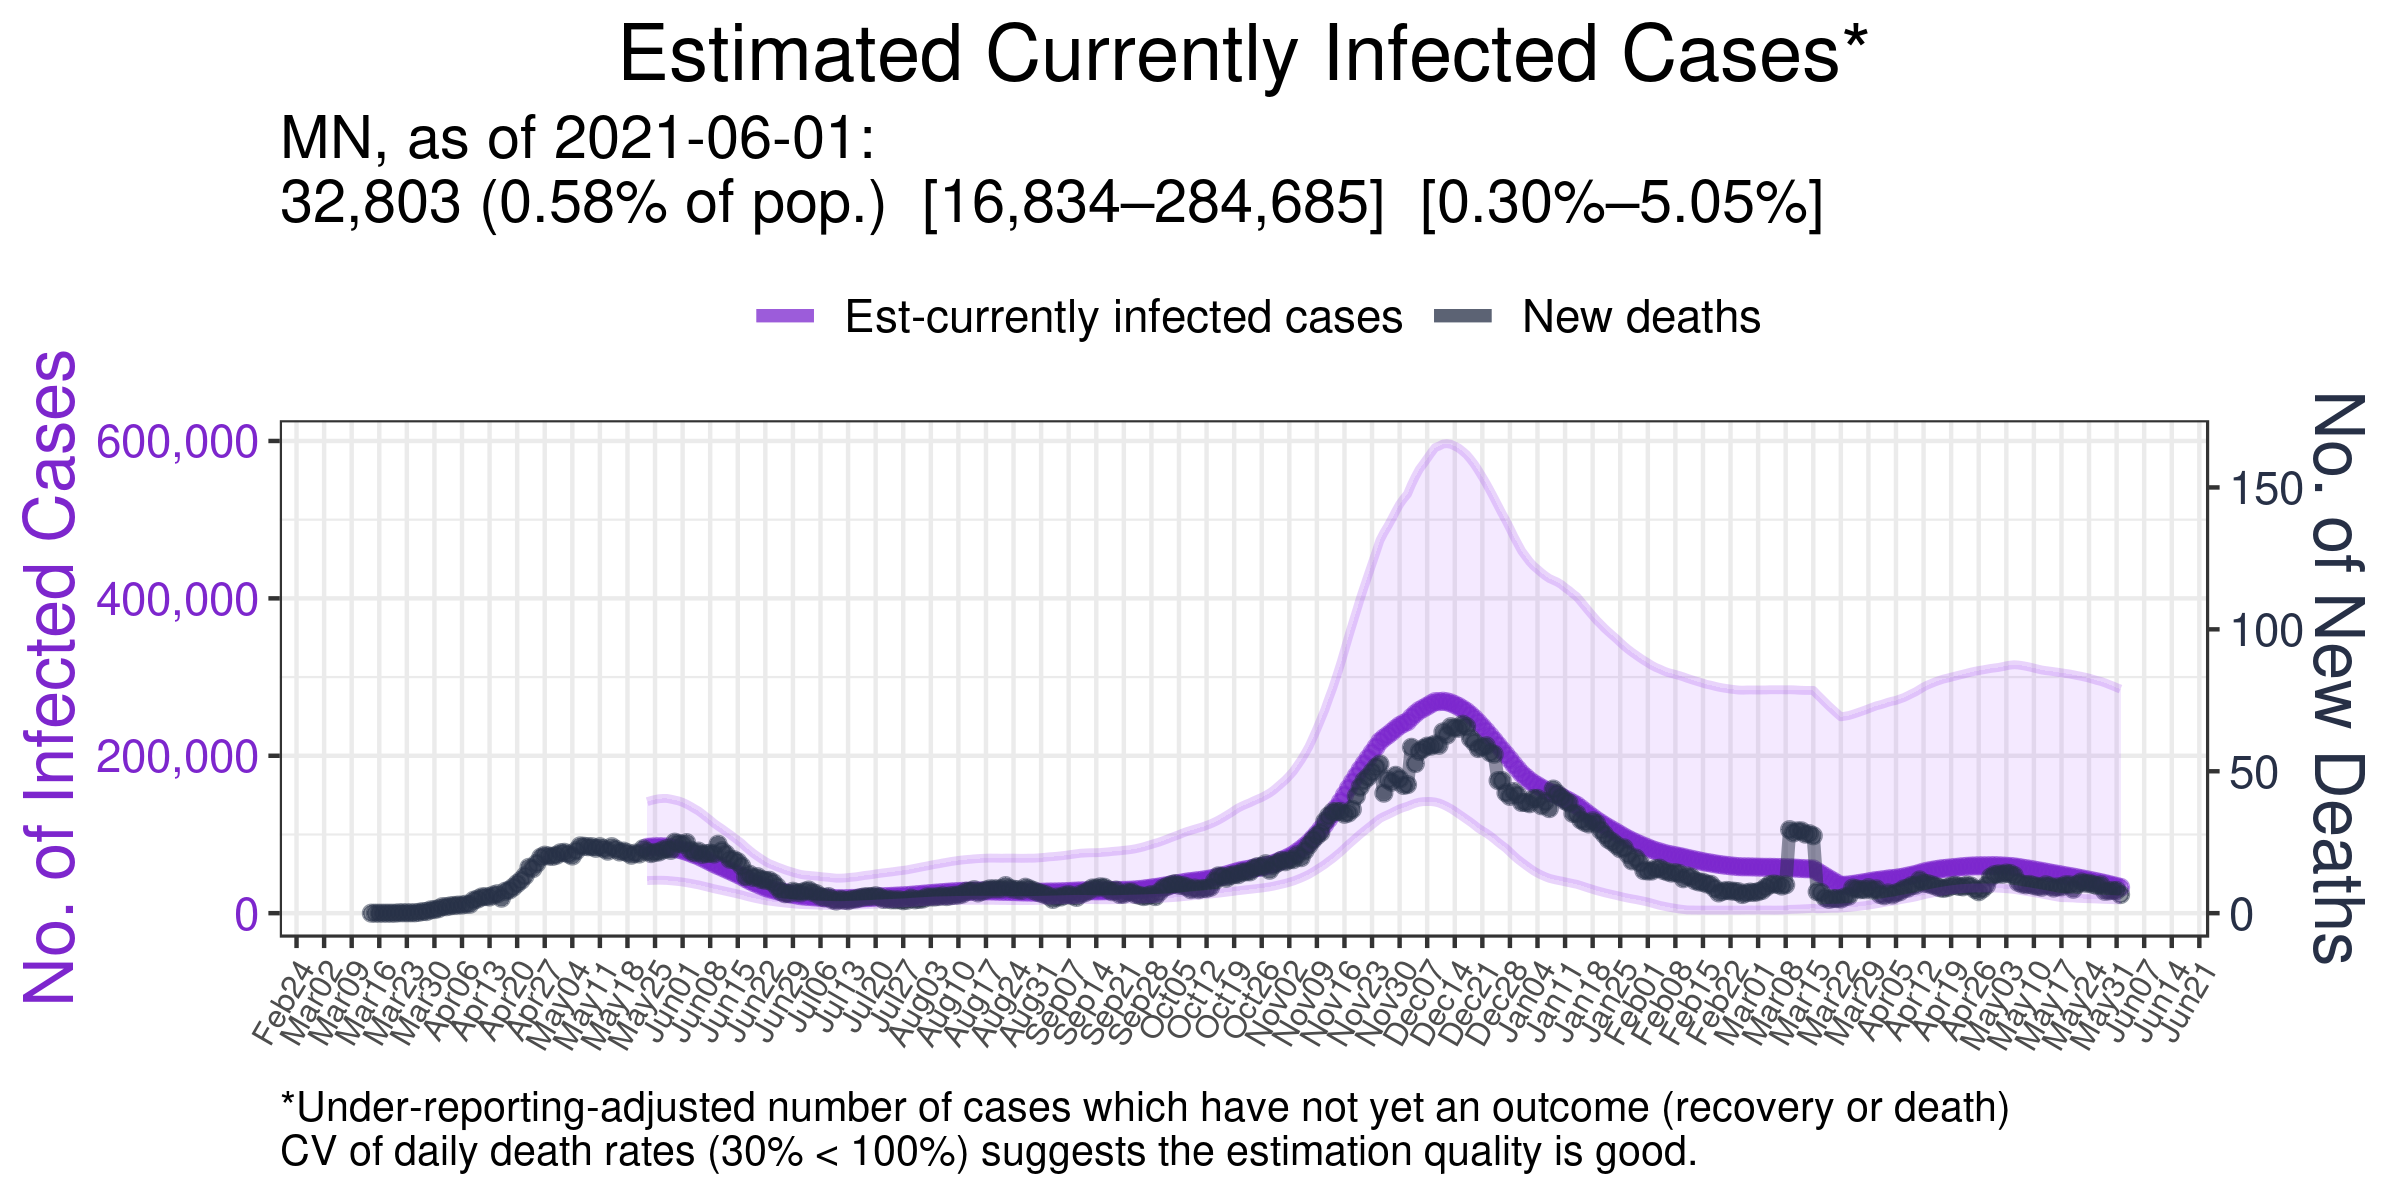 Estimated Currently Infected Cases*
MN, as of 2021-06-01:
32,803 (0.58% of pop.)  [16,834–284,685]  [0.30%–5.05%]
Est-currently infected cases
New deaths
No. of Infected Cases
600,000
400,000
200,000
0
150
100
50
0
No. of New Deaths
Feb24
Mar02
Mar09
Mar16
Mar23
Mar30
Apr06
Apr13
Apr20
Apr27
May04
May11
May18
May25
Jun01
Jun08
Jun15
Jun22
Jun29
Jul06
Jul13
Jul20
Jul27
Aug03
Aug10
Aug17
Aug24
Aug31
Sep07
Sep14
Sep21
Sep28
Oct05
Oct12
Oct19
Oct26
Nov02
Nov09
Nov16
Nov23
Nov30
Dec07
Dec14
Dec21
Dec28
Jan04
Jan11
Jan18
Jan25
Feb01
Feb08
Feb15
Feb22
Mar01
Mar08
Mar15
Mar22
Mar29
Apr05
Apr12
Apr19
Apr26
May03
May10
May17
May24
May31
Jun07
Jun14
Jun21
*Under-reporting-adjusted number of cases which have not yet an outcome (recovery or death)
CV of daily death rates (30% < 100%) suggests the estimation quality is good.